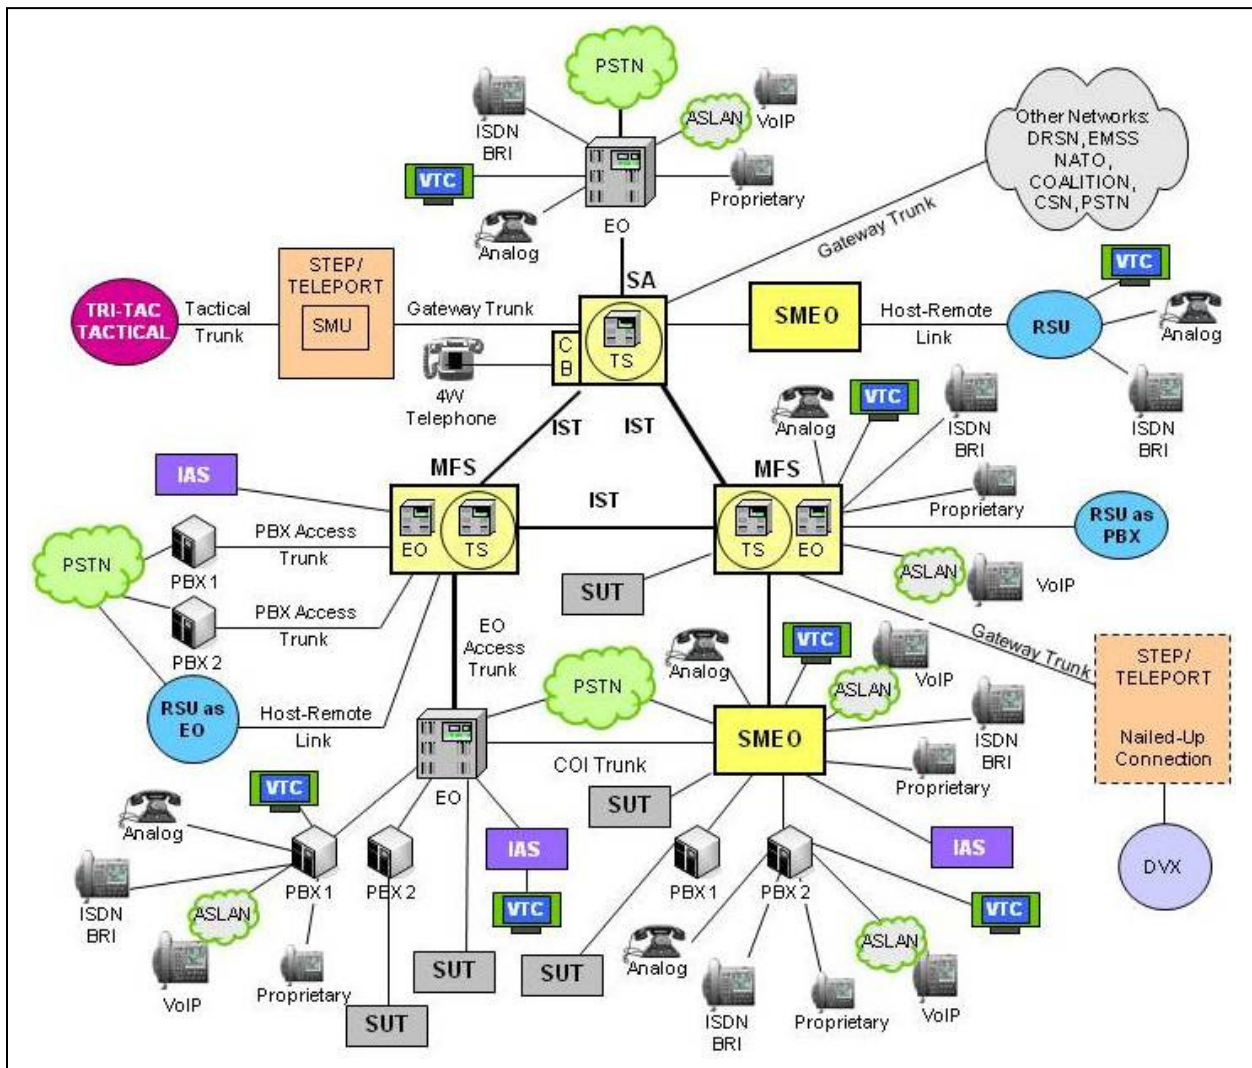 PSTN
ISDN
BRI
ASLAN
VoIP
VTC
Proprietary
Analog
EO
Other Networks:
DRSN, EMSS
NATO,
COALITION,
CSN, PSTN
Gateway Trunk
SA
TRI-TAC
TACTICAL
Tactical
Trunk
STEP/
TELEPORT
SMU
Gateway Trunk
C
B
TS
SMEO
Host-Remote
Link
RSU
VTC
Analog
ISDN
BRI
4W
Telephone
IST
IST
Analog
VTC
ISDN
BRI
Proprietary
IAS
MFS
EO
TS
IST
MFS
TS
EO
RSU as
PBX
ASLAN
VoIP
PSTN
PBX 1
PBX Access
Trunk
PBX 2
PBX Access
Trunk
SUT
RSU as
EO
Host-Remote
Link
EO
Access
Trunk
PSTN
Analog
VTC
VoIP
ASLAN
Gateway Trunk
STEP/
TELEPORT
Nailed-Up
Connection
EO
COI Trunk
SMEO
ISDN
BRI
Proprietary
SUT
DVX
VTC
Analog
ISDN
BRI
PBX 1
PBX 2
IAS
VTC
ASLAN
VoIP
Proprietary
SUT
SUT
PBX 1
PBX 2
IAS
VTC
SUT
Analog
ISDN
BRI
Proprietary
ASLAN
VoIP